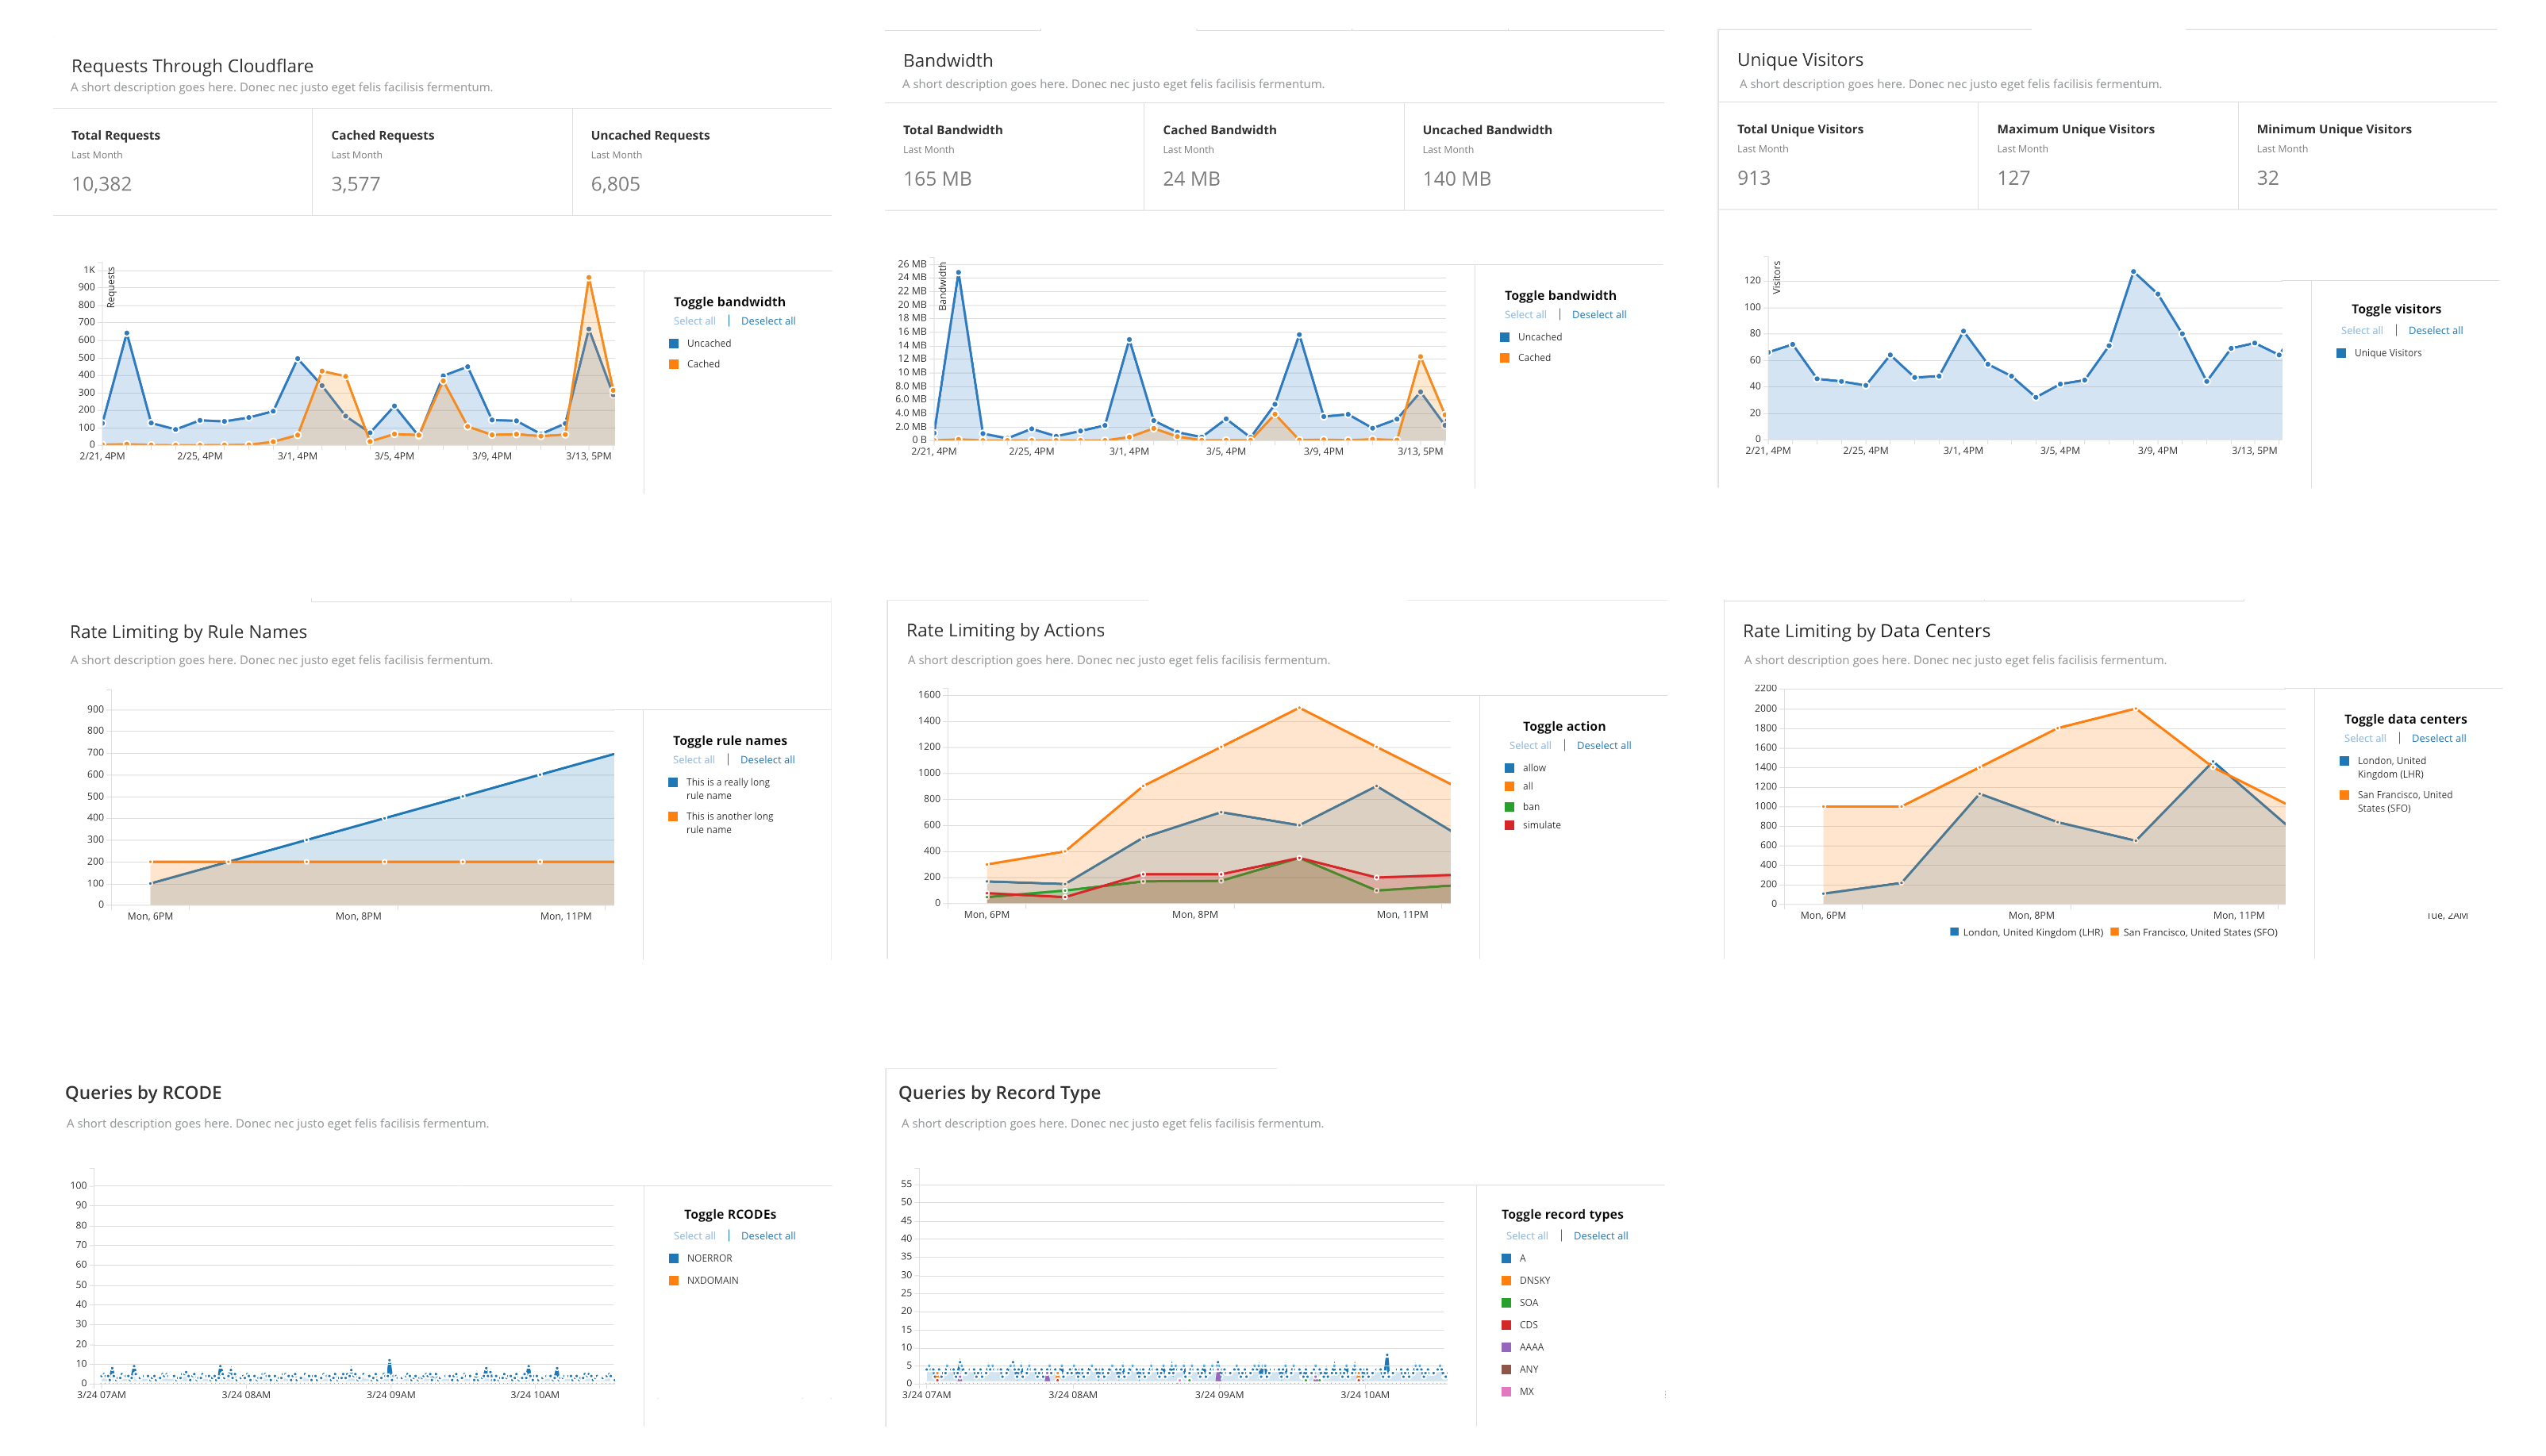 Requests Through Cloudflare
A short description goes here. Donec nec justo eget felis facilisis fermentum.
Total Requests
Last Month
10,382
Cached Requests
Last Month
3,577
Uncached Requests
Last Month
6,805
Requests
1K
900
800
700
600
500
400
300
200
100
0
2/21, 4PM 2/25, 4PM 3/1, 4PM 3/5, 4PM 3/9, 4PM 3/13, 5PM
Toggle bandwidth
Select all | Deselect all
Uncached
Cached
Bandwidth
A short description goes here. Donec nec justo eget felis facilisis fermentum.
Total Bandwidth
Last Month
165 MB
Cached Bandwidth
Last Month
24 MB
Uncached Bandwidth
Last Month
140 MB
Bandwidth
26 MB
24 MB
22 MB
20 MB
18 MB
16 MB
14 MB
12 MB
10 MB
8.0 MB
6.0 MB
4.0 MB
2.0 MB
0 B
2/21, 4PM 2/25, 4PM 3/1, 4PM 3/5, 4PM 3/9, 4PM 3/13, 5PM
Toggle bandwidth
Select all | Deselect all
Uncached
Cached
Unique Visitors
A short description goes here. Donec nec justo eget felis facilisis fermentum.
Total Unique Visitors
Last Month
913
Maximum Unique Visitors
Last Month
127
Minimum Unique Visitors
Last Month
32
Visitors
120
100
80
60
40
20
0
2/21, 4PM 2/25, 4PM 3/1, 4PM 3/5, 4PM 3/9, 4PM 3/13, 5PM
Toggle visitors
Select all | Deselect all
Unique Visitors
Rate Limiting by Rule Names
A short description goes here. Donec nec justo eget felis facilisis fermentum.
900
800
700
600
500
400
300
200
100
0
Mon, 6PM Mon, 8PM Mon, 11PM
Toggle rule names
Select all | Deselect all
This is a really long
rule name
This is another long
rule name
Rate Limiting by Actions
A short description goes here. Donec nec justo eget felis facilisis fermentum.
1600
1400
1200
1000
800
600
400
200
0
Mon, 6PM Mon, 8PM Mon, 11PM
Toggle action
Select all | Deselect all
allow
all
ban
simulate
Rate Limiting by Data Centers
A short description goes here. Donec nec justo eget felis facilisis fermentum.
2200
2000
1800
1600
1400
1200
1000
800
600
400
200
0
Mon, 6PM Mon, 8PM Mon, 11PM Tue, 2AM
London, United Kingdom (LHR) San Francisco, United States (SFO)
Toggle data centers
Select all | Deselect all
London, United
Kingdom (LHR)
San Francisco, United
States (SFO)
Queries by RCODE
A short description goes here. Donec nec justo eget felis facilisis fermentum.
100
90
80
70
60
50
40
30
20
10
0
3/24 07AM 3/24 08AM 3/24 09AM 3/24 10AM
Toggle RCODEs
Select all | Deselect all
NOERROR
NXDOMAIN
Queries by Record Type
A short description goes here. Donec nec justo eget felis facilisis fermentum.
55
50
45
40
35
30
25
20
15
10
5
0
3/24 07AM 3/24 08AM 3/24 09AM 3/24 10AM
Toggle record types
Select all | Deselect all
A
DNSKY
SOA
CDS
AAAA
ANY
MX